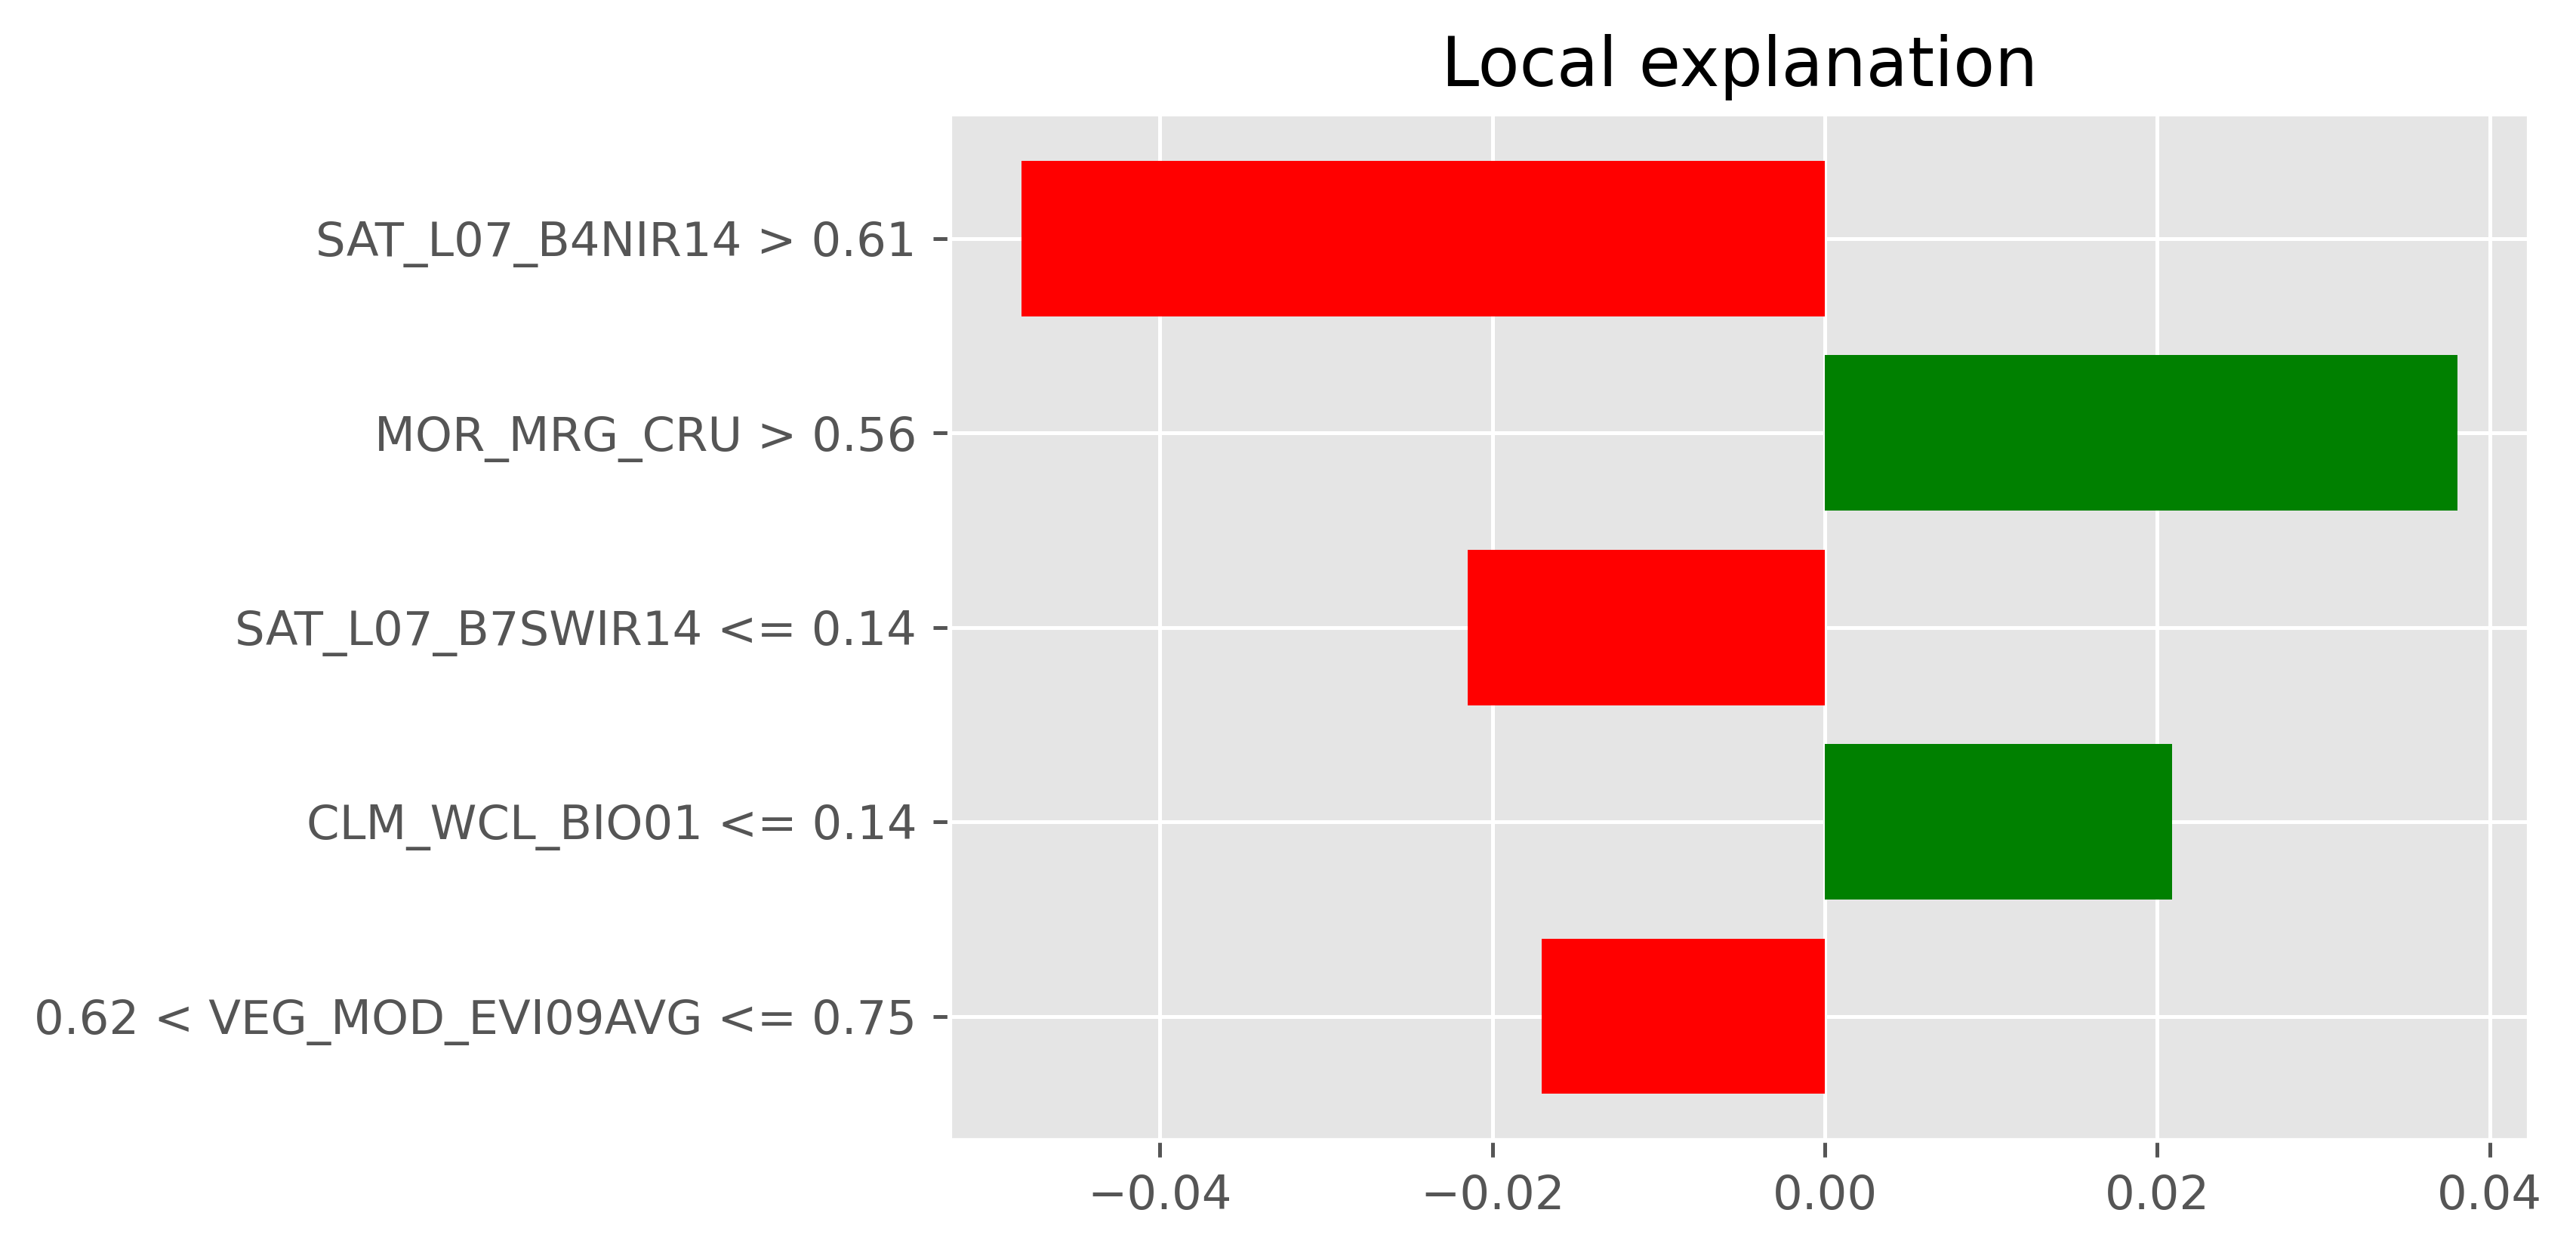 Local explanation
SAT_L07_B4NIR14 > 0.61
MOR_MRG_CRU > 0.56
SAT_L07_B7SWIR14 <= 0.14
CLM_WCL_BIO01 <= 0.14
0.62 < VEG_MOD_EVI09AVG <= 0.75
−0.04 −0.02 0.00 0.02 0.04